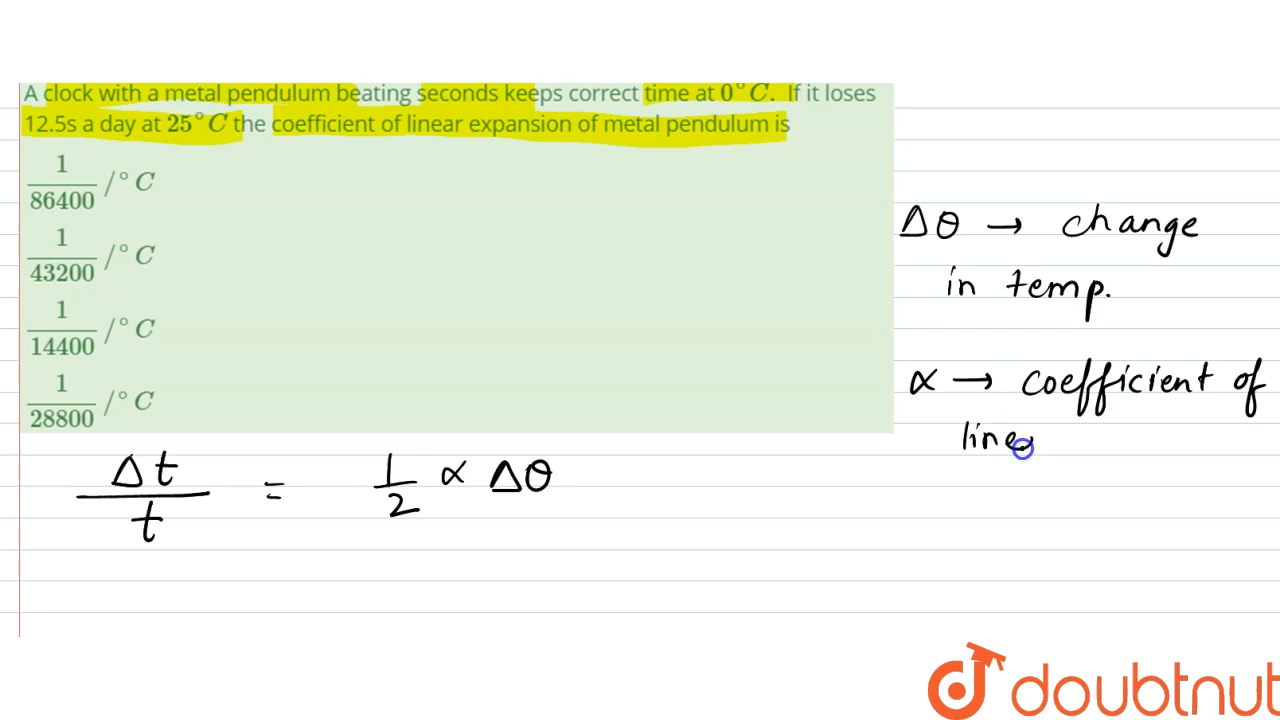 A clock with a metal pendulum beating seconds keeps correct time at 0°C. If it loses
12.5s a day at 25°C the coefficient of linear expansion of metal pendulum is
1/86400 /°C
1/43200 /°C
1/14400 /°C
1/28800 /°C
Δθ → change
in temp.
α → coefficient of
line
Δt/t = 1/2 α Δθ
doubtnut